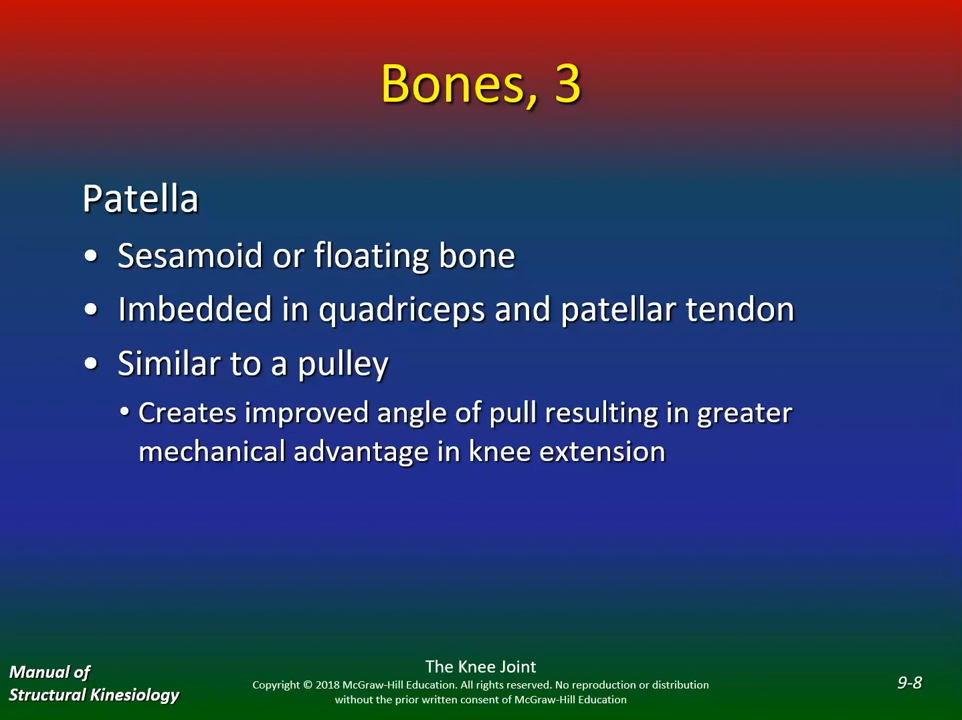 Bones, 3
Patella
• Sesamoid or floating bone
• Imbedded in quadriceps and patellar tendon
• Similar to a pulley
• Creates improved angle of pull resulting in greater
mechanical advantage in knee extension
Manual of
Structural Kinesiology
The Knee Joint
Copyright © 2018 McGraw-Hill Education. All rights reserved. No reproduction or distribution
without the prior written consent of McGraw-Hill Education
9-8